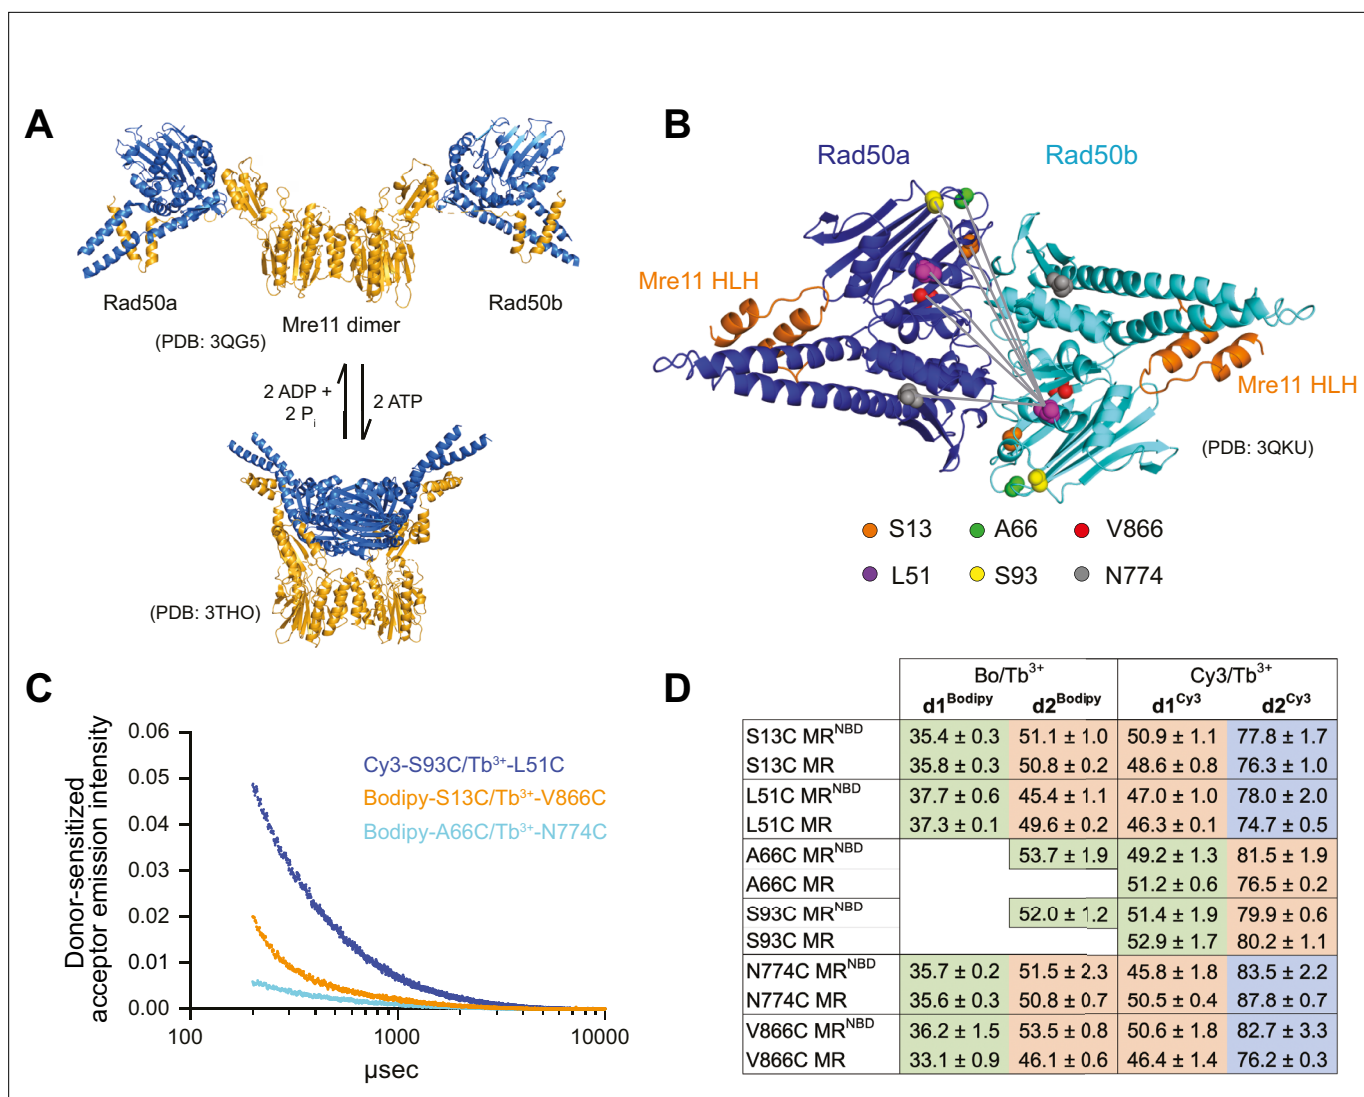 A
Rad50a
Rad50b
Mre11 dimer
(PDB: 3QG5)
2 ADP +
2 Pi
2 ATP
(PDB: 3THO)
B
Rad50a
Rad50b
Mre11 HLH
Mre11 HLH
(PDB: 3QKU)
S13 A66 V866
L51 S93 N774
C
Donor-sensitized
acceptor emission intensity
0.06
0.05
0.04
0.03
0.02
0.01
0.00
100 1000 10000
µsec
Cy3-S93C/Tb³⁺-L51C
Bodipy-S13C/Tb³⁺-V866C
Bodipy-A66C/Tb³⁺-N774C
D
Bo/Tb³⁺ Cy3/Tb³⁺
d1ᴮᵒᵈⁱᵖʸ d2ᴮᵒᵈⁱᵖʸ d1ᶜʸ³ d2ᶜʸ³
S13C MRᴺᴮᴰ 35.4 ± 0.3 51.1 ± 1.0 50.9 ± 1.1 77.8 ± 1.7
S13C MR 35.8 ± 0.3 50.8 ± 0.2 48.6 ± 0.8 76.3 ± 1.0
L51C MRᴺᴮᴰ 37.7 ± 0.6 45.4 ± 1.1 47.0 ± 1.0 78.0 ± 2.0
L51C MR 37.3 ± 0.1 49.6 ± 0.2 46.3 ± 0.1 74.7 ± 0.5
A66C MRᴺᴮᴰ 53.7 ± 1.9 49.2 ± 1.3 81.5 ± 1.9
A66C MR 51.2 ± 0.6 76.5 ± 0.2
S93C MRᴺᴮᴰ 52.0 ± 1.2 51.4 ± 1.9 79.9 ± 0.6
S93C MR 52.9 ± 1.7 80.2 ± 1.1
N774C MRᴺᴮᴰ 35.7 ± 0.2 51.5 ± 2.3 45.8 ± 1.8 83.5 ± 2.2
N774C MR 35.6 ± 0.3 50.8 ± 0.7 50.5 ± 0.4 87.8 ± 0.7
V866C MRᴺᴮᴰ 36.2 ± 1.5 53.5 ± 0.8 50.6 ± 1.8 82.7 ± 3.3
V866C MR 33.1 ± 0.9 46.1 ± 0.6 46.4 ± 1.4 76.2 ± 0.3